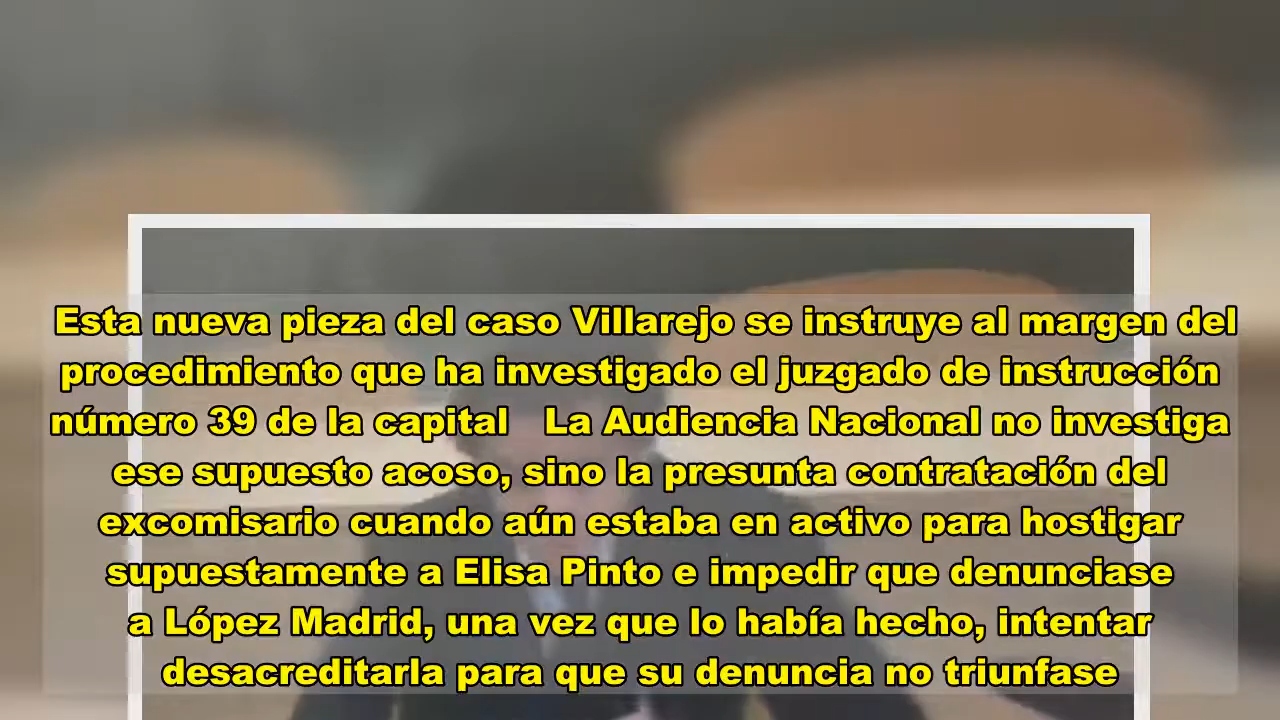 Esta nueva pieza del caso Villarejo se instruye al margen del
procedimiento que ha investigado el juzgado de instrucción
número 39 de la capital   La Audiencia Nacional no investiga
ese supuesto acoso, sino la presunta contratación del
excomisario cuando aún estaba en activo para hostigar
supuestamente a Elisa Pinto e impedir que denunciase
a López Madrid, una vez que lo había hecho, intentar
desacreditarla para que su denuncia no triunfase